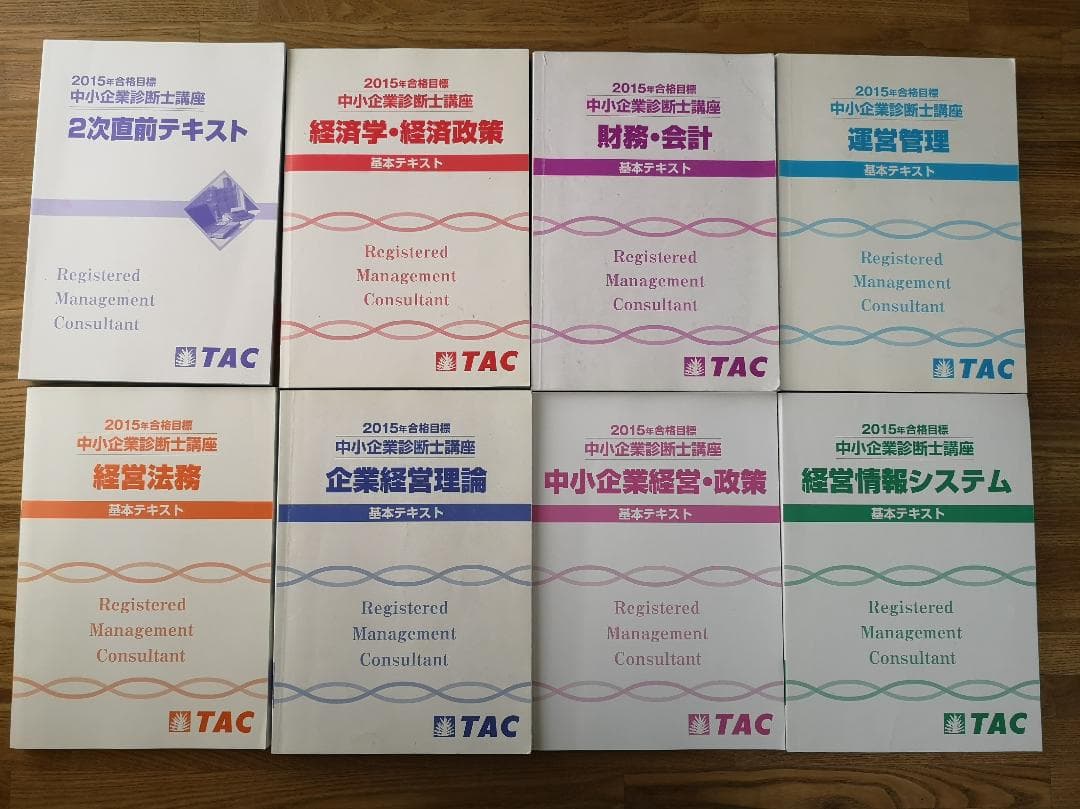 2015年合格目標
中小企業診断士講座
2次直前テキスト
Registered
Management
Consultant
TAC
2015年合格目標
中小企業診断士講座
経済学・経済政策
基本テキスト
Registered
Management
Consultant
TAC
2015年合格目標
中小企業診断士講座
財務・会計
基本テキスト
Registered
Management
Consultant
TAC
2015年合格目標
中小企業診断士講座
運営管理
基本テキスト
Registered
Management
Consultant
TAC
2015年合格目標
中小企業診断士講座
経営法務
基本テキスト
Registered
Management
Consultant
TAC
2015年合格目標
中小企業診断士講座
企業経営理論
基本テキスト
Registered
Management
Consultant
TAC
2015年合格目標
中小企業診断士講座
中小企業経営・政策
基本テキスト
Registered
Management
Consultant
TAC
2015年合格目標
中小企業診断士講座
経営情報システム
基本テキスト
Registered
Management
Consultant
TAC